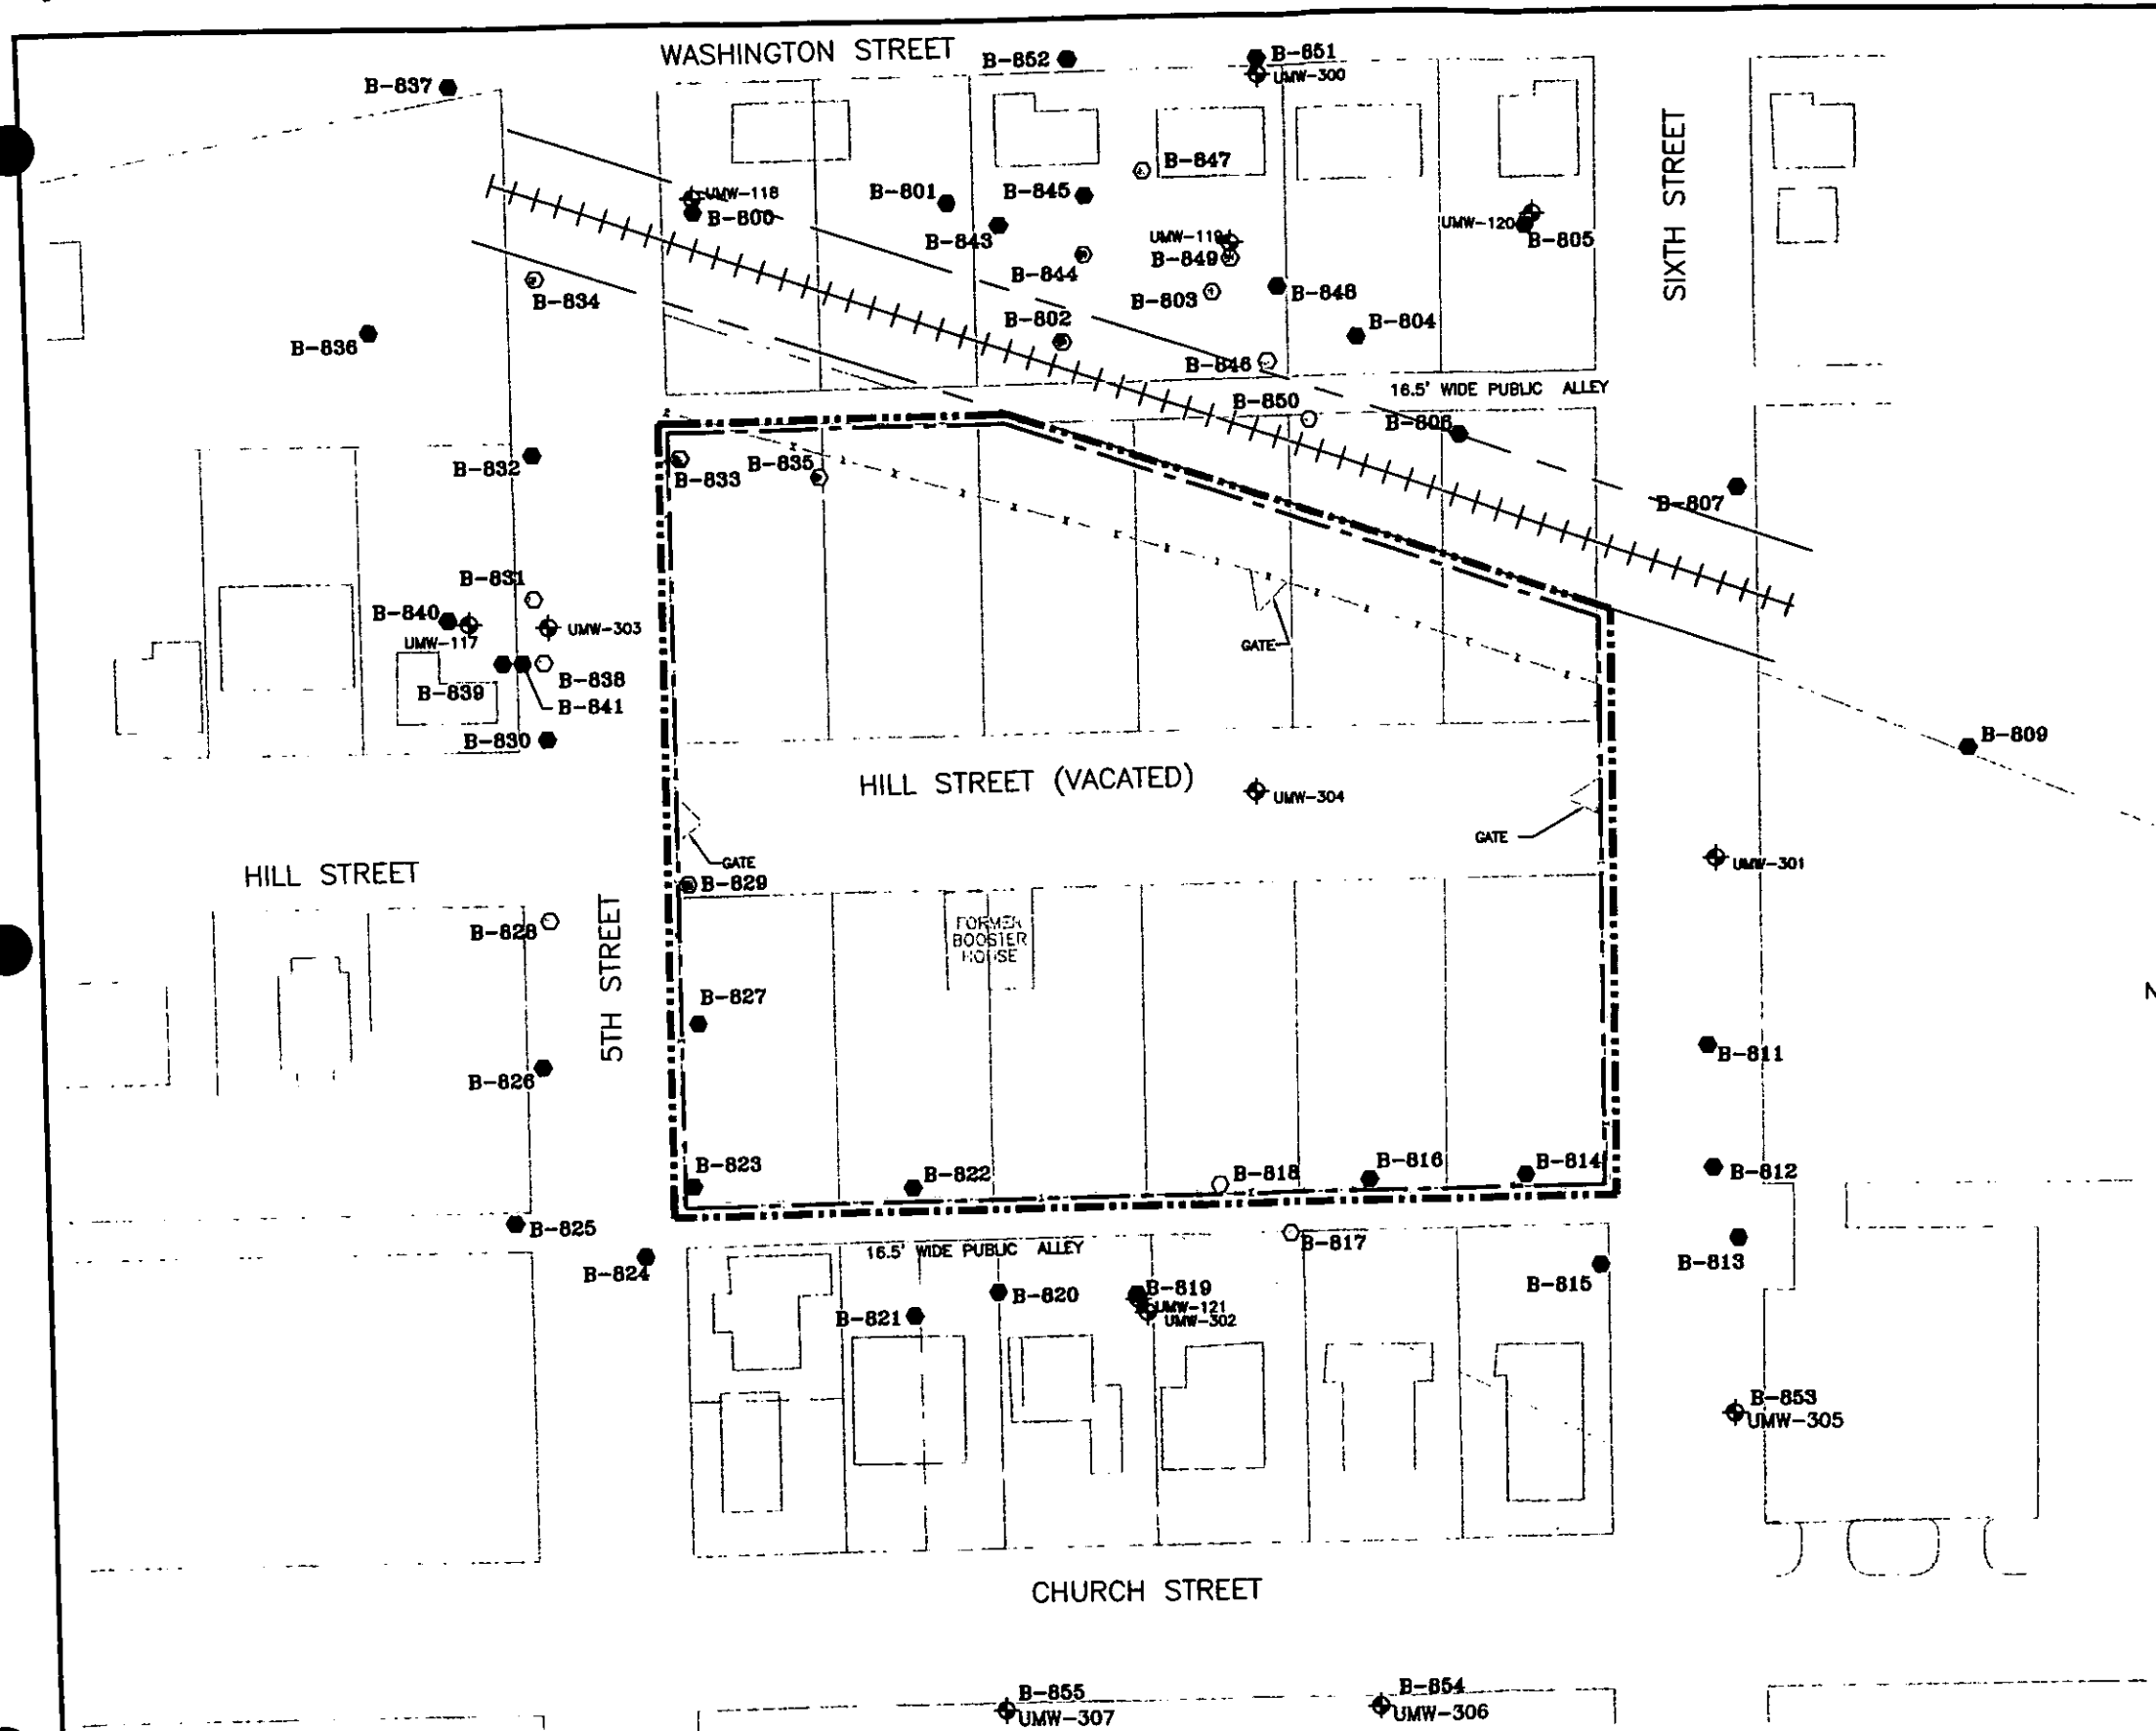 WASHINGTON STREET
B-852
B-851
UMW-300
B-837
SIXTH STREET
B-847
B-801
B-845
UMW-118
B-800
B-843
UMW-119
B-849
UMW-120
B-805
B-844
B-834
B-803
B-848
B-802
B-804
B-836
B-846
16.5' WIDE PUBLIC ALLEY
B-850
B-806
B-832
B-833
B-835
B-807
B-831
B-840
UMW-117
UMW-303
GATE
B-839
B-838
B-841
B-830
B-809
HILL STREET (VACATED)
UMW-304
GATE
GATE
UMW-301
HILL STREET
B-829
5TH STREET
B-828
FORMER
BOOSTER
HOUSE
N
B-827
B-811
B-826
B-823
B-822
B-818
B-816
B-814
B-812
B-825
B-817
16.5' WIDE PUBLIC ALLEY
B-824
B-813
B-815
B-819
B-820
UMW-121
UMW-302
B-821
B-853
UMW-305
CHURCH STREET
B-855
UMW-307
B-854
UMW-306